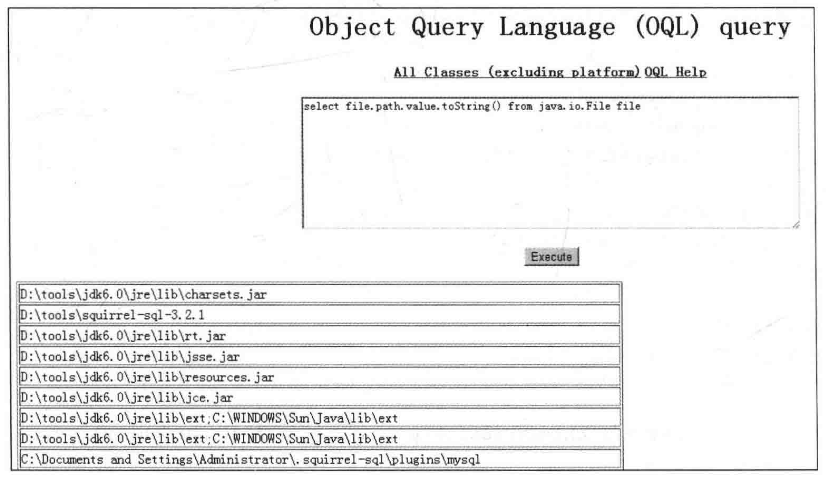 Object Query Language (OQL) query
All Classes (excluding platform) OQL Help
select file.path.value.toString() from java.io.File file
Execute
D:\tools\jdk6.0\jre\lib\charsets.jar
D:\tools\squirrel-sql-3.2.1
D:\tools\jdk6.0\jre\lib\rt.jar
D:\tools\jdk6.0\jre\lib\jsse.jar
D:\tools\jdk6.0\jre\lib\resources.jar
D:\tools\jdk6.0\jre\lib\jce.jar
D:\tools\jdk6.0\jre\lib\ext;C:\WINDOWS\Sun\Java\lib\ext
D:\tools\jdk6.0\jre\lib\ext;C:\WINDOWS\Sun\Java\lib\ext
C:\Documents and Settings\Administrator\.squirrel-sql\plugins\mysql